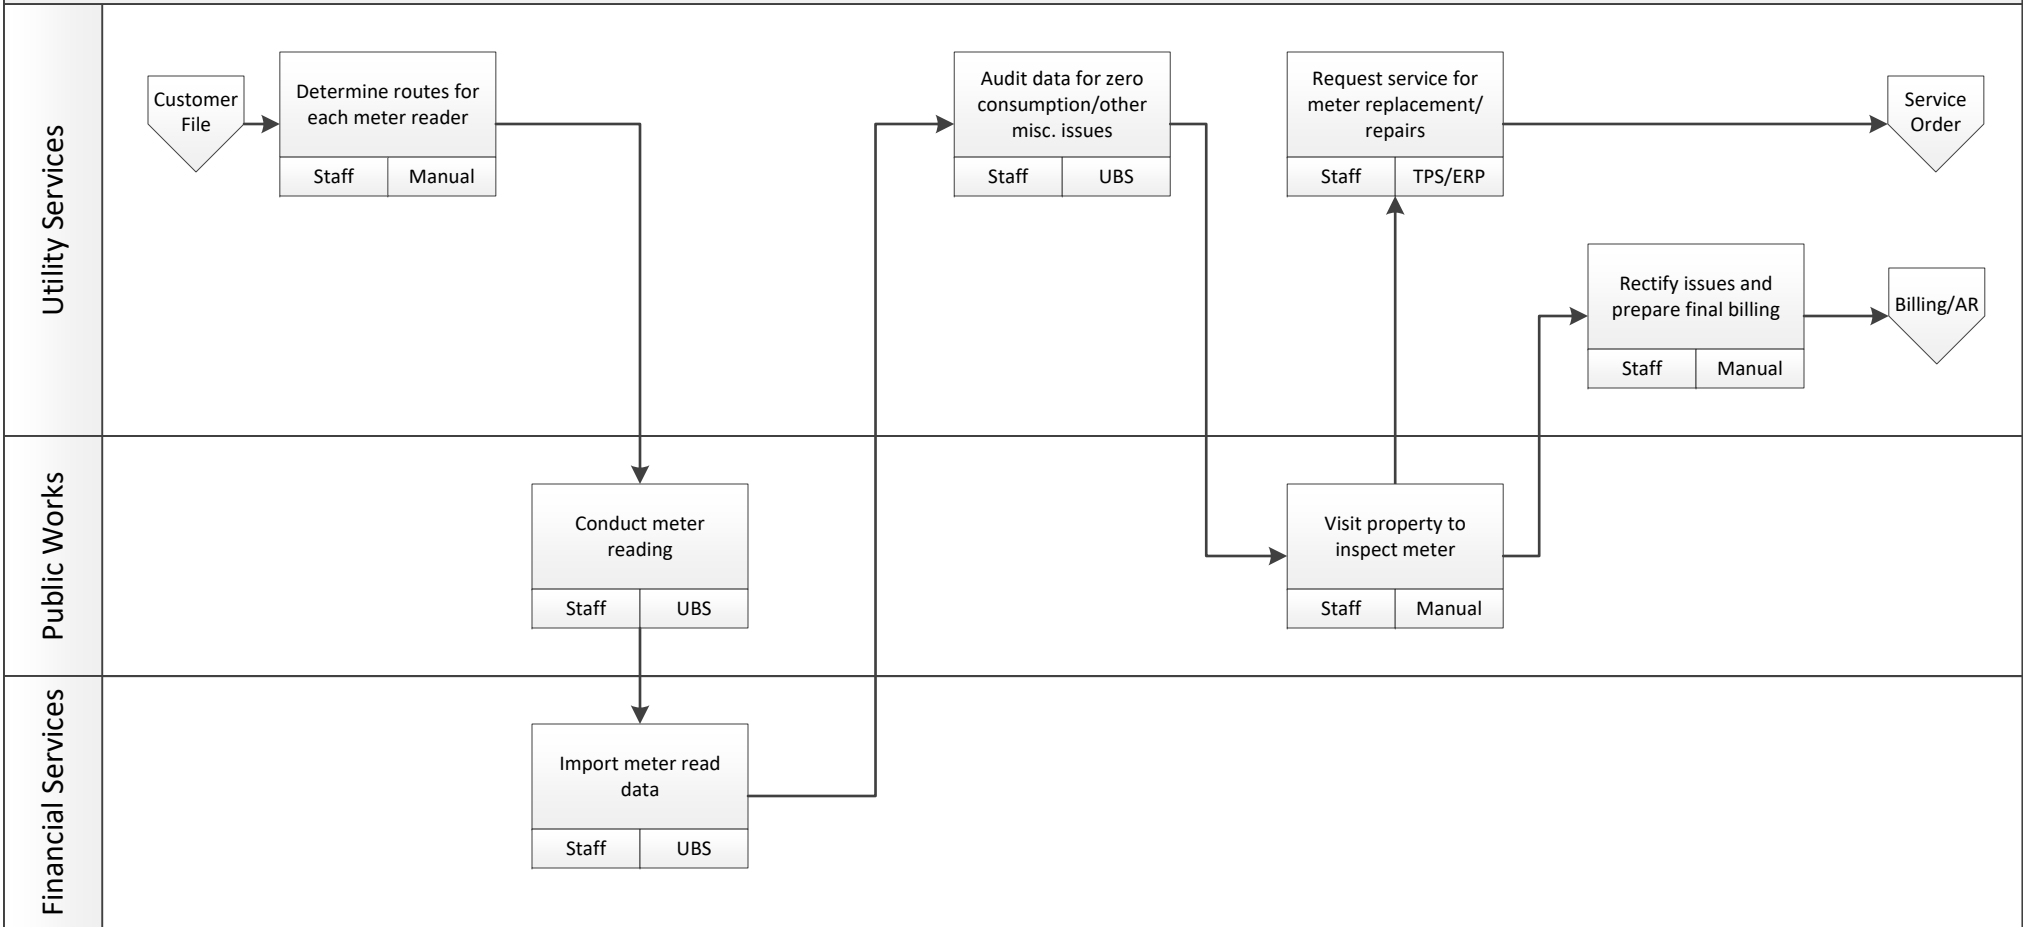 Utility Services
Customer
File
Determine routes for
each meter reader
Staff
Manual
Audit data for zero
consumption/other
misc. issues
Staff
UBS
Request service for
meter replacement/
repairs
Staff
TPS/ERP
Service
Order
Rectify issues and
prepare final billing
Staff
Manual
Billing/AR
Public Works
Conduct meter
reading
Staff
UBS
Visit property to
inspect meter
Staff
Manual
Financial Services
Import meter read
data
Staff
UBS